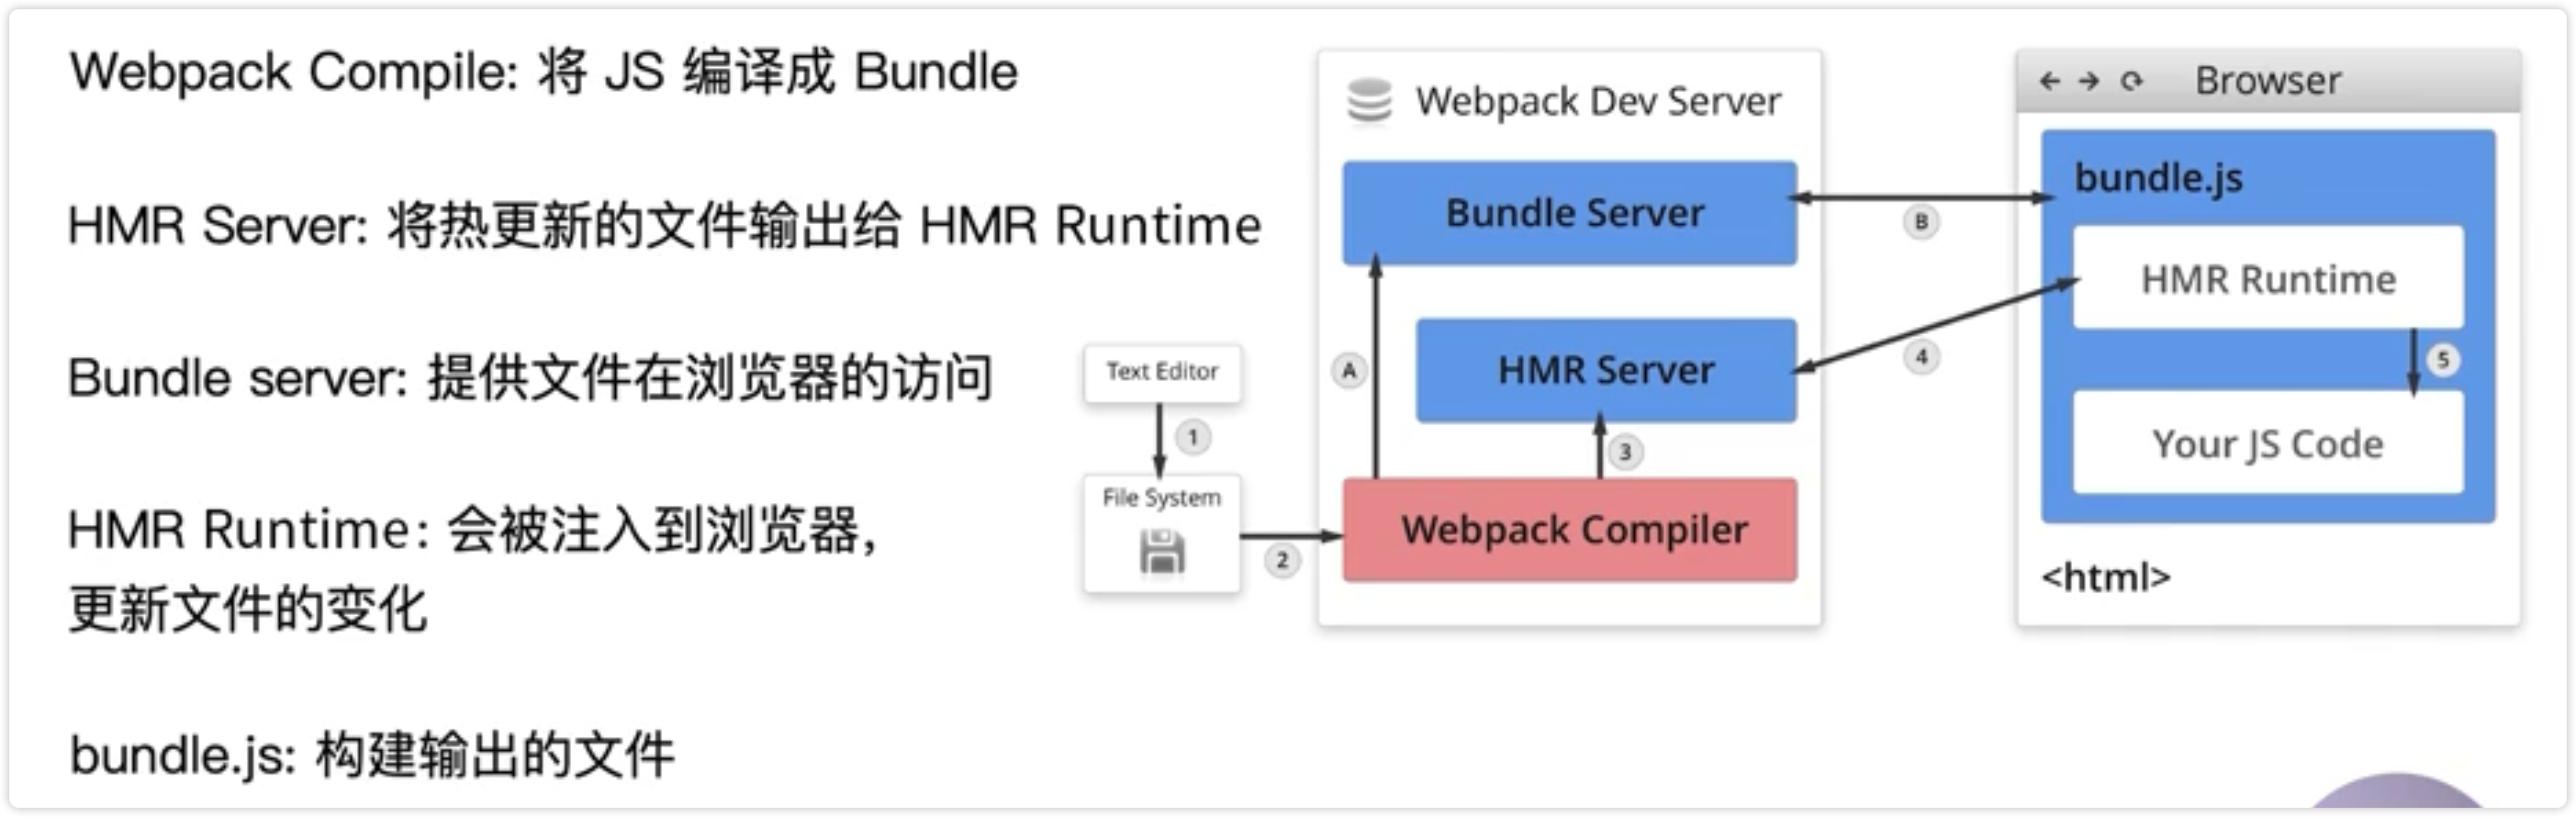 Webpack Compile: 将 JS 编译成 Bundle
HMR Server: 将热更新的文件输出给 HMR Runtime
Bundle server: 提供文件在浏览器的访问
HMR Runtime: 会被注入到浏览器,
更新文件的变化
bundle.js: 构建输出的文件
Text Editor
1
File System
2
Webpack Dev Server
Bundle Server
A
HMR Server
3
Webpack Compiler
B
4
Browser
bundle.js
HMR Runtime
5
Your JS Code
<html>